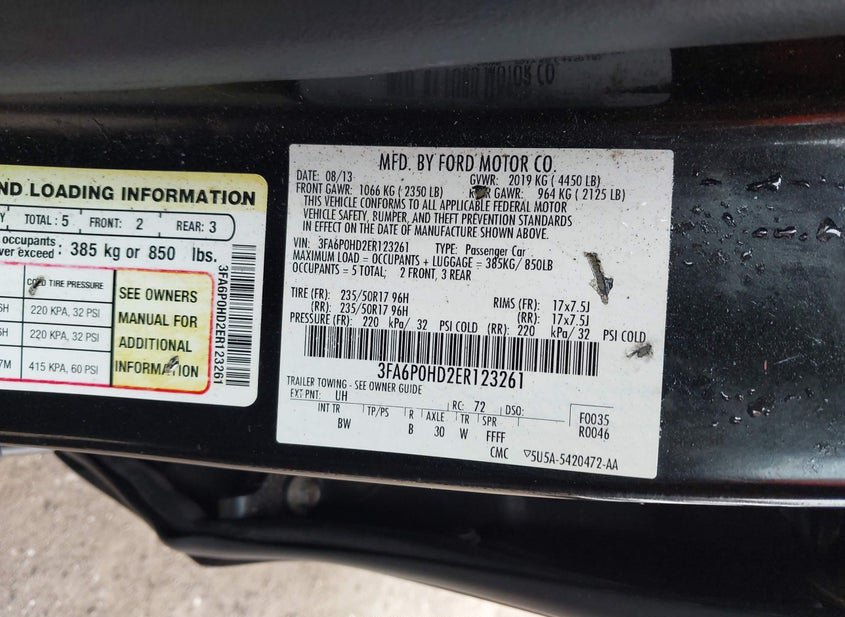 ND LOADING INFORMATION
Y TOTAL : 5 FRONT: 2 REAR: 3
occupants
ver exceed : 385 kg or 850 lbs.
COLD TIRE PRESSURE
6H 220 KPA, 32 PSI
6H 220 KPA, 32 PSI
7M 415 KPA, 60 PSI
SEE OWNERS
MANUAL FOR
ADDITIONAL
INFORMATION
3FA6P0HD2ER123261
MFD. BY FORD MOTOR CO.
DATE: 08/13 GVWR: 2019 KG ( 4450 LB)
FRONT GAWR: 1066 KG ( 2350 LB) GAWR: 964 KG ( 2125 LB)
THIS VEHICLE CONFORMS TO ALL APPLICABLE FEDERAL MOTOR
VEHICLE SAFETY, BUMPER, AND THEFT PREVENTION STANDARDS
IN EFFECT ON THE DATE OF MANUFACTURE SHOWN ABOVE.
VIN: 3FA6P0HD2ER123261 TYPE: Passenger Car
MAXIMUM LOAD = OCCUPANTS + LUGGAGE = 385KG/ 850LB
OCCUPANTS = 5 TOTAL; 2 FRONT, 3 REAR
TIRE (FR): 235/50R17 96H RIMS (FR): 17x7.5J
(RR): 235/50R17 96H (RR): 17x7.5J
PRESSURE (FR): 220 kPa/ 32 PSI COLD (RR): 220 kPa/ 32 PSI COLD
3FA6P0HD2ER123261
TRAILER TOWING - SEE OWNER GUIDE
EXT PNT: UH RC: 72 DSO: F0035
INT TR TP/PS R AXLE TR SPR R0046
BW B 30 W FFFF
CMC ▽5U5A-5420472-AA